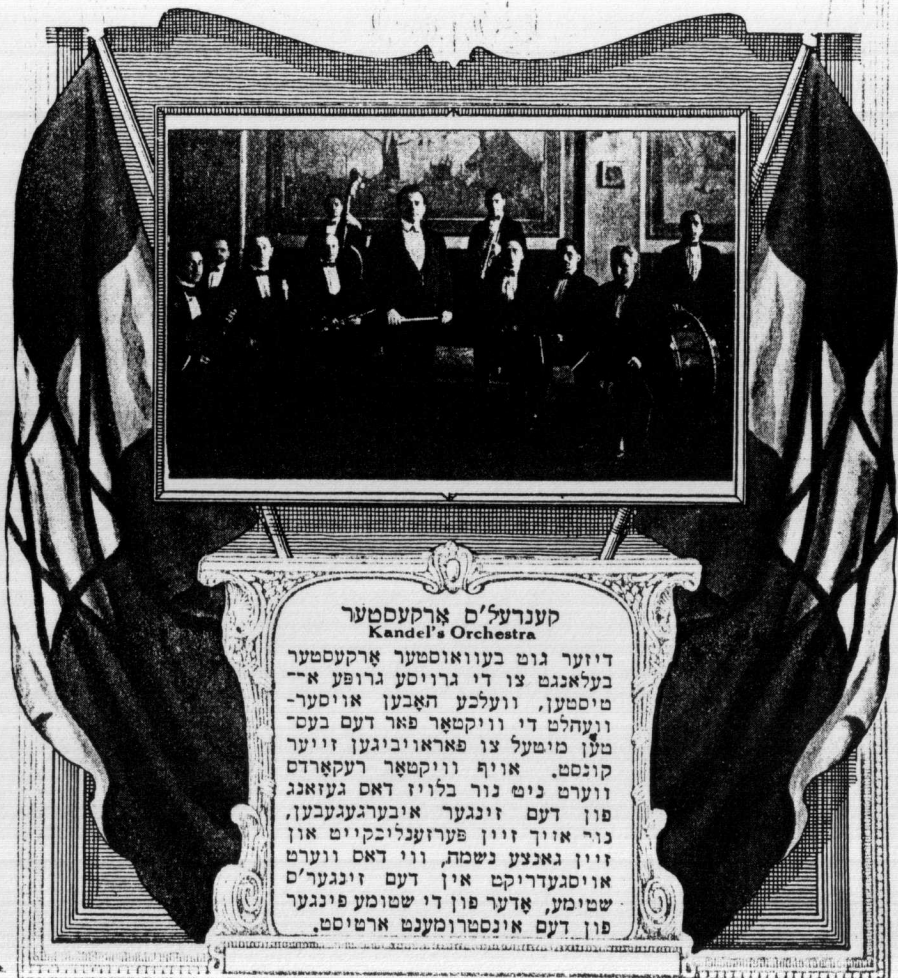 קענדעל'ס ארקעסטער
Kandel's Orchestra
דיזער גוט בעוואוסטער ארקעסטער
בעלאנגט צו די גרויסע גרופע
טיסטען, וועלכע האבען אויסער-
וועהלט די וויקטאר פאר דעם בעס-
טען מיטעל צו פאראויביגען זייער
קונסט. אויף וויקטאר רעקארדס
ווערט ניט נור בלויז דאס געזאנג
פון דעם זינגער איבערגעגעבען,
נור אויך זיין פערזענליכקייט און
זיין גאנצע נשמה, ווי דאס ווערט
אויסגעדריקט אין דעם זינגער'ס
שטימע, אדער פון די שטומע פינגער
פון דעם אינסטרומענט ארטיסט.